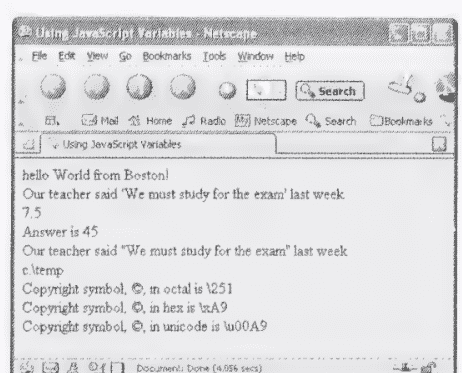 Using JavaScript Variables - Netscape
File Edit View Go Bookmarks Tools Window Help
Search
Mail Home Radio Netscape Search Bookmarks
Using JavaScript Variables
hello World from Boston!
Our teacher said 'We must study for the exam' last week
7.5
Answer is 45
Our teacher said "We must study for the exam" last week
c:\temp
Copyright symbol, ©, in octal is \251
Copyright symbol, ©, in hex is \xA9
Copyright symbol, ©, in unicode is \u00A9
Document: Done (4.056 secs)